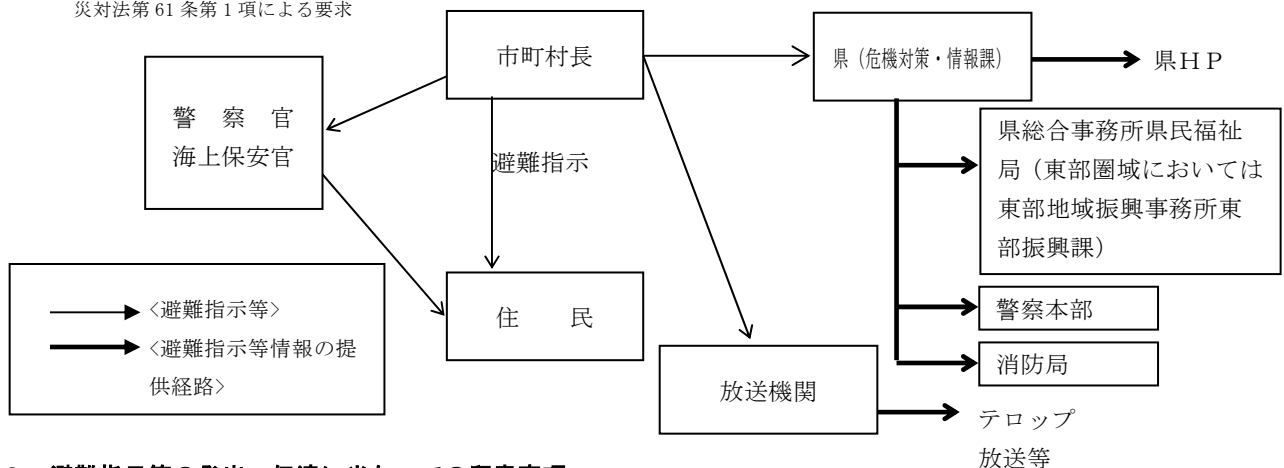 災対法第 61 条第 1 項による要求
市町村長
県（危機対策・情報課）
県ＨＰ
警　察　官
海上保安官
避難指示
県総合事務所県民福祉
局（東部圏域においては
東部地域振興事務所東
部振興課）
<避難指示等>
<避難指示等情報の提
供経路>
住　　民
警察本部
消防局
放送機関
テロップ
放送等